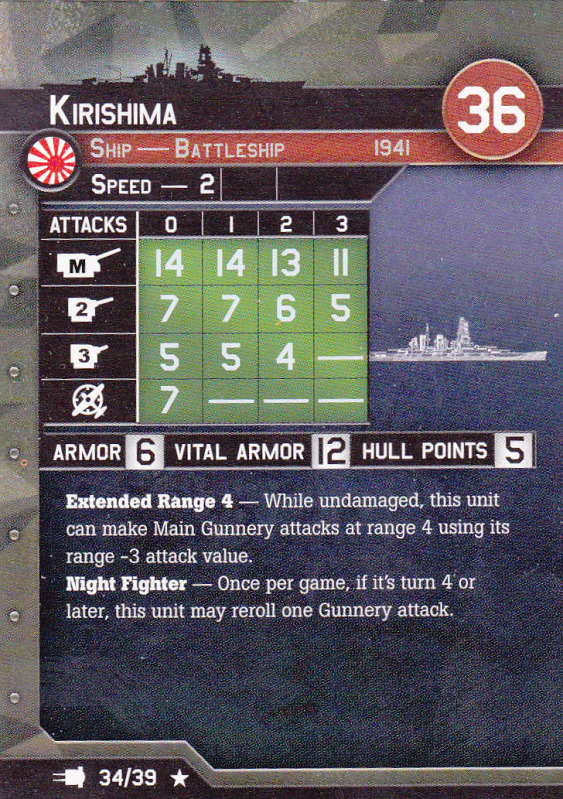 KIRISHIMA
36
SHIP — BATTLESHIP 1941
SPEED — 2
ATTACKS 0 1 2 3
M 14 14 13 11
2 7 7 6 5
3 5 5 4 —
7 — — —
ARMOR 6 VITAL ARMOR 12 HULL POINTS 5
Extended Range 4 — While undamaged, this unit
can make Main Gunnery attacks at range 4 using its
range -3 attack value.
Night Fighter — Once per game, if it's turn 4 or
later, this unit may reroll one Gunnery attack.
34/39 ★